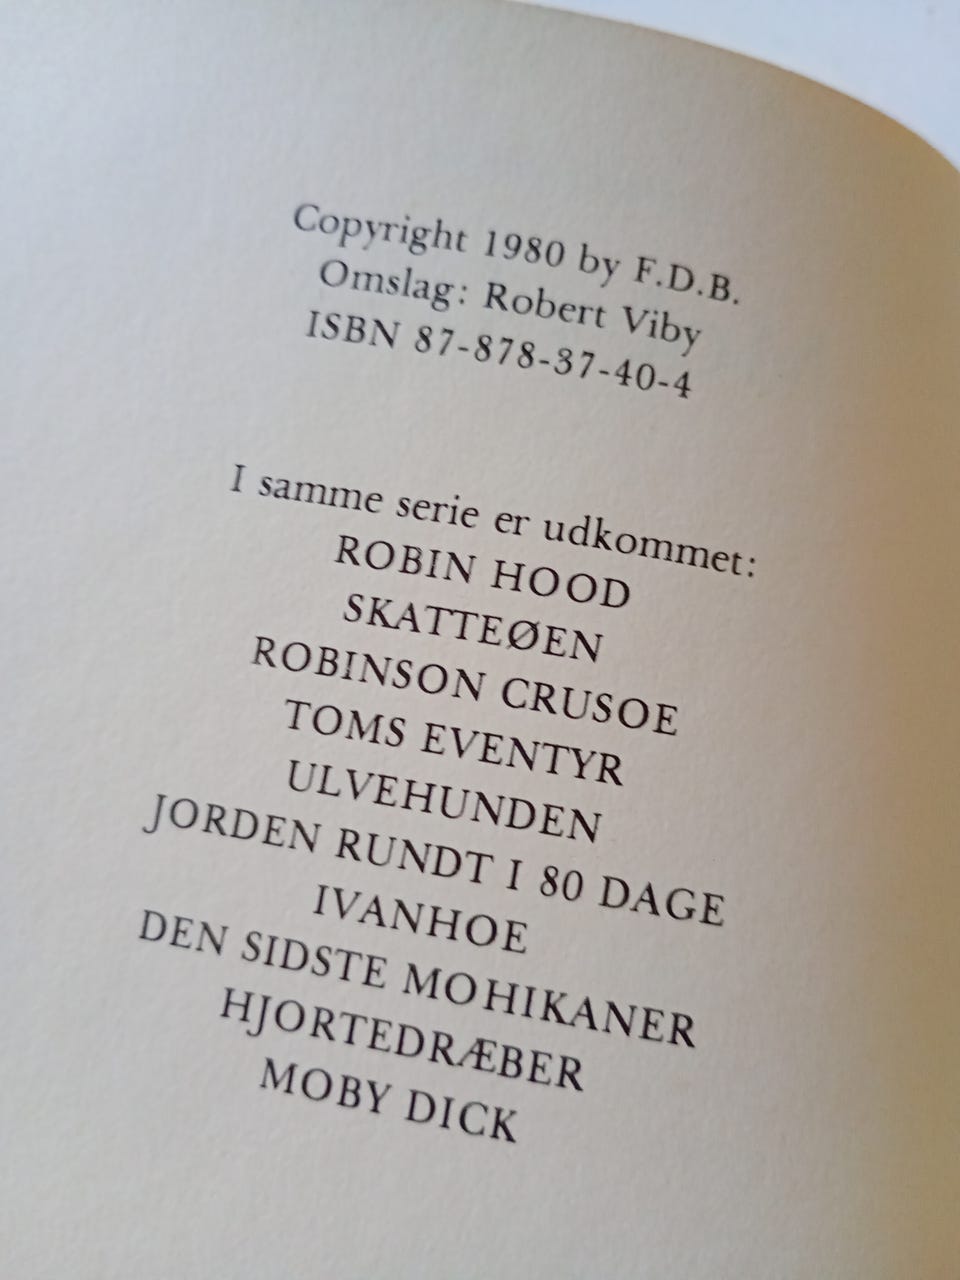 Copyright 1980 by F.D.B.
Omslag: Robert Viby
ISBN 87-878-37-40-4
I samme serie er udkommet:
ROBIN HOOD
SKATTEØEN
ROBINSON CRUSOE
TOMS EVENTYR
ULVEHUNDEN
JORDEN RUNDT I 80 DAGE
IVANHOE
DEN SIDSTE MOHIKANER
HJORTEDRÆBER
MOBY DICK